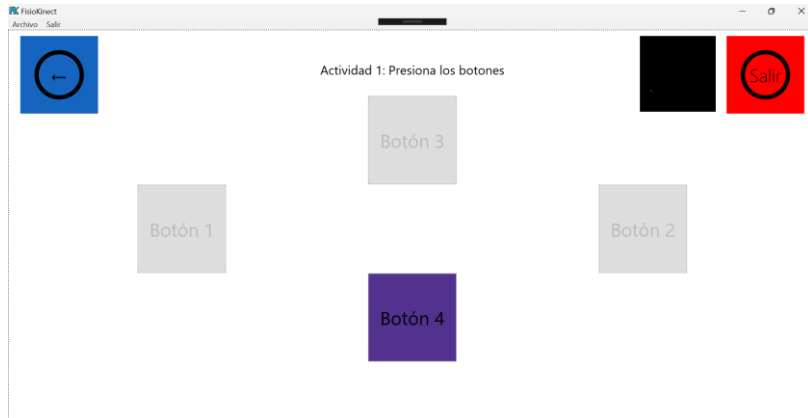 FisioKinect
Archivo Salir
←
Actividad 1: Presiona los botones
Salir
Botón 3
Botón 1
Botón 2
Botón 4